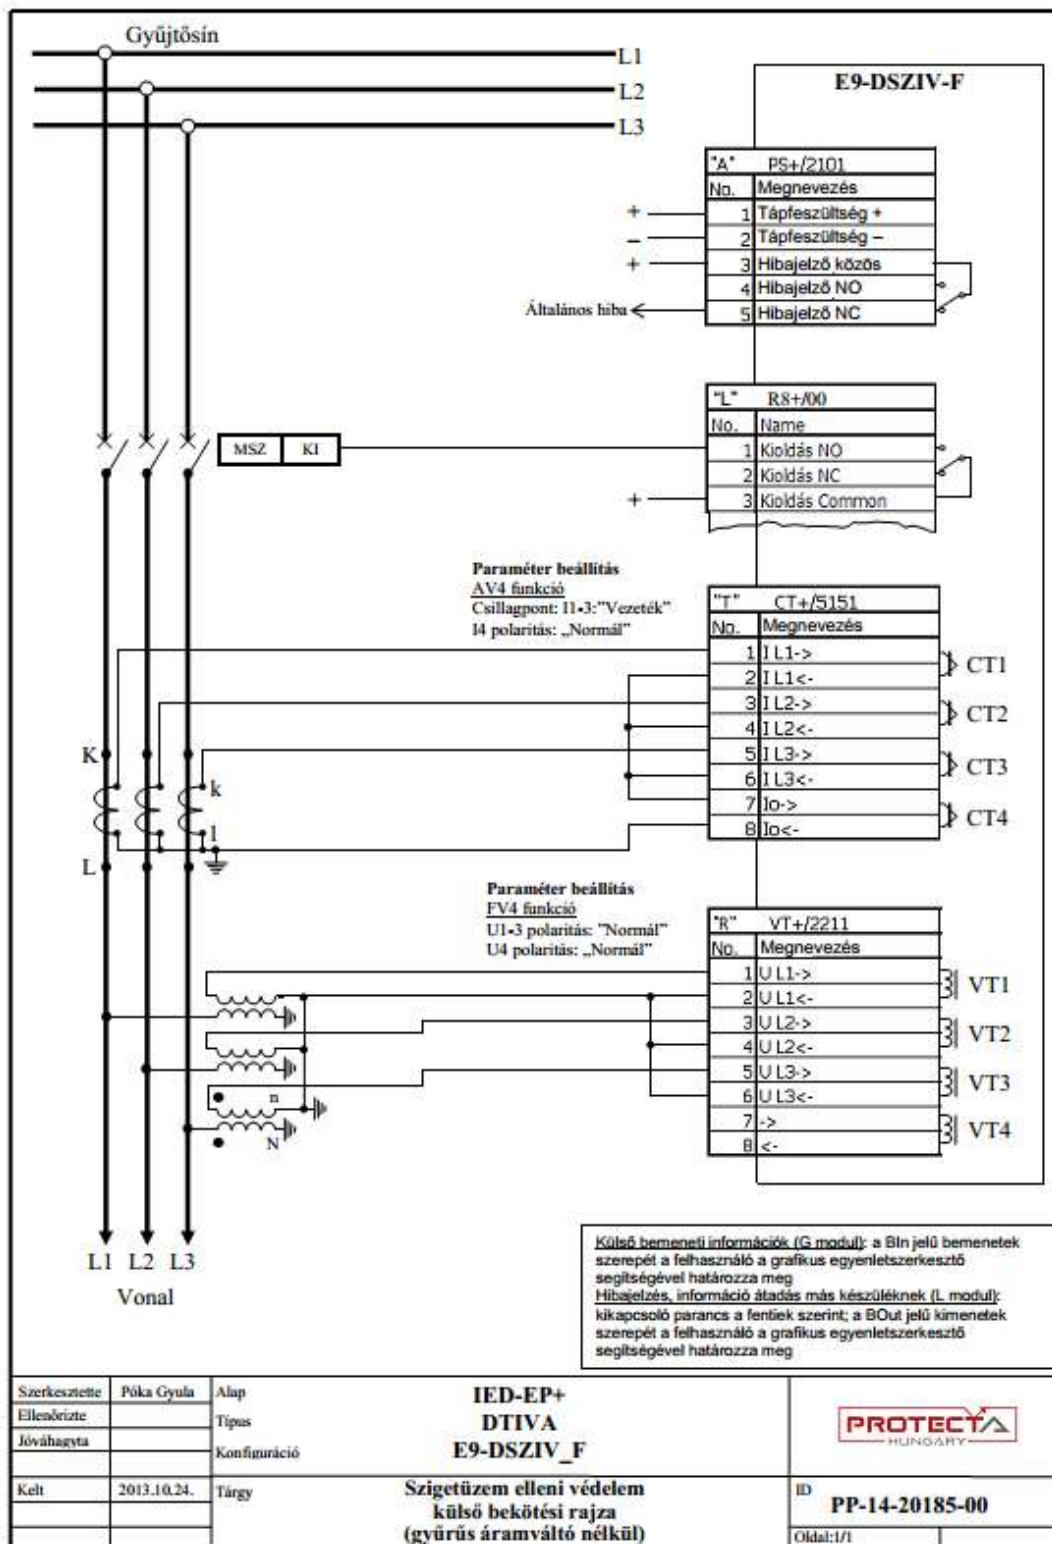 Gyűjtősín
L1
L2
L3
E9-DSZIV-F
"A" PS+/2101
No. Megnevezés
+ 1 Tápfeszültség +
– 2 Tápfeszültség –
+ 3 Hibajelző közös
4 Hibajelző NO
Általános hiba 5 Hibajelző NC
"L" R8+/00
No. Name
MSZ KI 1 Kioldás NO
2 Kioldás NC
+ 3 Kioldás Common
Paraméter beállítás
AV4 funkció
Csillagpont: I1-3:"Vezeték"
I4 polaritás: „Normál"
"T" CT+/5151
No. Megnevezés
1 I L1->
2 I L1<-
CT1
3 I L2->
4 I L2<-
CT2
5 I L3->
6 I L3<-
CT3
7 Io->
8 Io<-
CT4
K
k
l
L
Paraméter beállítás
FV4 funkció
U1-3 polaritás: "Normál"
U4 polaritás: „Normál"
"R" VT+/2211
No. Megnevezés
1 U L1->
2 U L1<-
VT1
3 U L2->
4 U L2<-
VT2
5 U L3->
6 U L3<-
VT3
7 ->
8 <-
VT4
n
N
L1 L2 L3
Vonal
Külső bemeneti információk (G modul): a BIn jelű bemenetek
szerepét a felhasználó a grafikus egyenletszerkesztő
segítségével határozza meg
Hibajelzés, információ átadás más készüléknek (L modul):
kikapcsoló parancs a fentiek szerint; a BOut jelű kimenetek
szerepét a felhasználó a grafikus egyenletszerkesztő
segítségével határozza meg
Szerkesztette Póka Gyula
Ellenőrizte
Jóváhagyta
Kelt 2013.10.24.
Alap IED-EP+
Típus DTIVA
Konfiguráció E9-DSZIV_F
Tárgy Szigetüzem elleni védelem
külső bekötési rajza
(gyűrűs áramváltó nélkül)
PROTECTA
HUNGARY
ID
PP-14-20185-00
Oldal:1/1